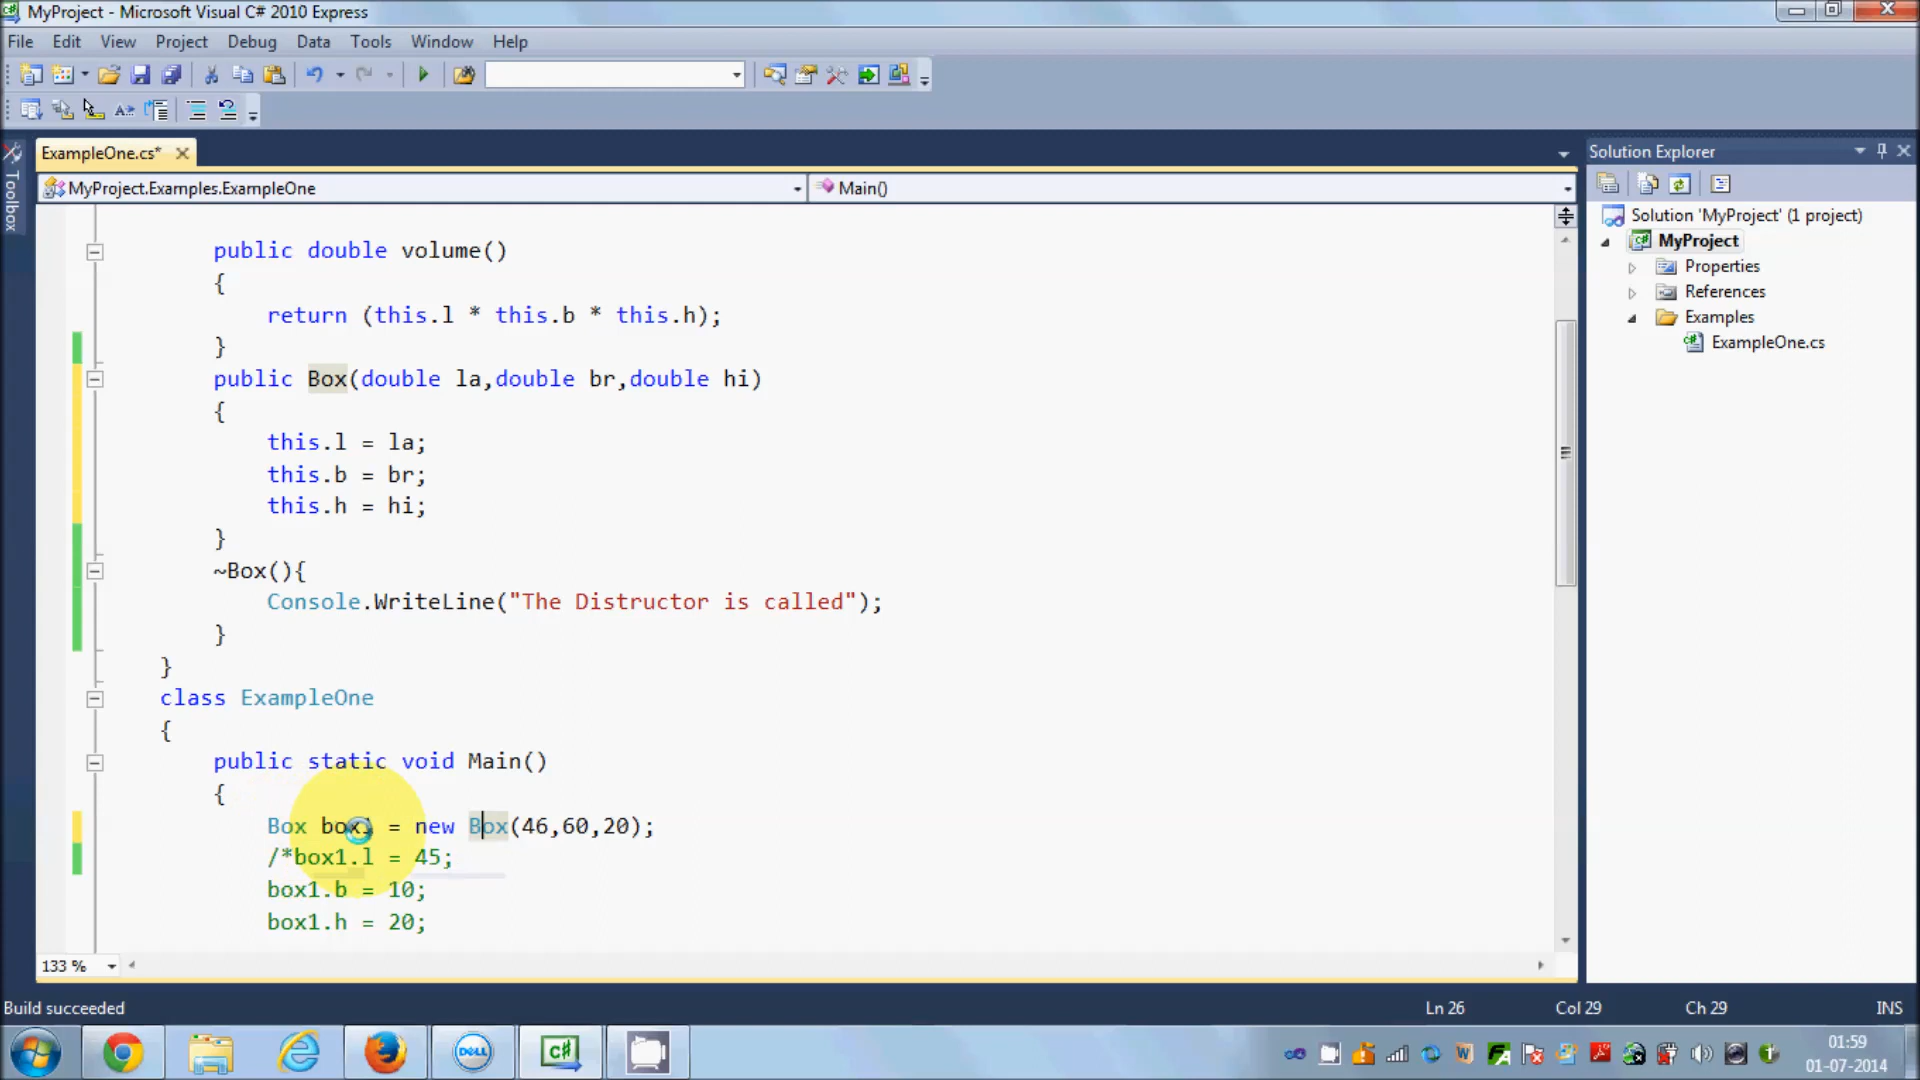 MyProject - Microsoft Visual C# 2010 Express
File Edit View Project Debug Data Tools Window Help
ExampleOne.cs*
Solution Explorer
Toolbox
MyProject.Examples.ExampleOne
Main()
Solution 'MyProject' (1 project)
MyProject
Properties
References
Examples
ExampleOne.cs
public double volume()
{
return (this.l * this.b * this.h);
}
public Box(double la,double br,double hi)
{
this.l = la;
this.b = br;
this.h = hi;
}
~Box(){
Console.WriteLine("The Distructor is called");
}
}
class ExampleOne
{
public static void Main()
{
Box box1 = new Box(46,60,20);
/*box1.l = 45;
box1.b = 10;
box1.h = 20;
133 %
Build succeeded
Ln 26 Col 29 Ch 29 INS
DELL
C#
01:59
01-07-2014